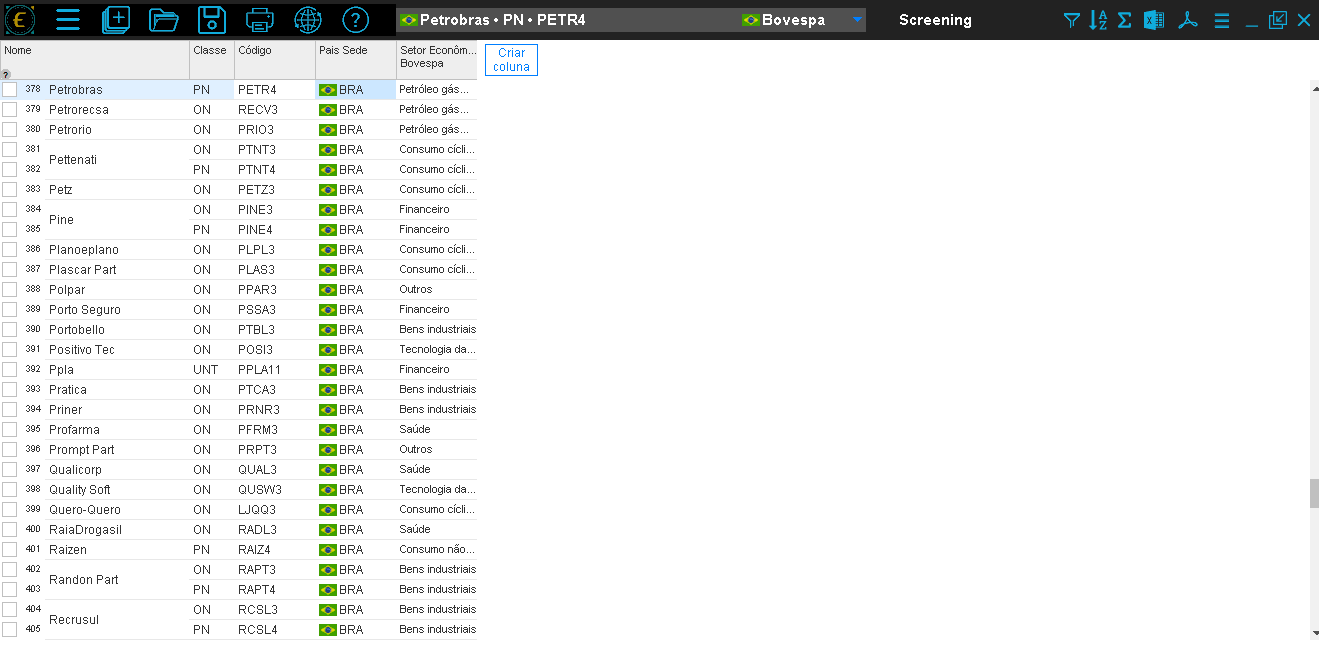 Petrobras • PN • PETR4 Bovespa Screening
Nome Classe Código Pais Sede Setor Econôm...
Bovespa
Criar
coluna
?
378 Petrobras PN PETR4 BRA Petróleo gás...
379 Petrorecsa ON RECV3 BRA Petróleo gás...
380 Petrorio ON PRIO3 BRA Petróleo gás...
381 Pettenati ON PTNT3 BRA Consumo cícli...
382 PN PTNT4 BRA Consumo cícli...
383 Petz ON PETZ3 BRA Consumo cícli...
384 Pine ON PINE3 BRA Financeiro
385 PN PINE4 BRA Financeiro
386 Planoeplano ON PLPL3 BRA Consumo cícli...
387 Plascar Part ON PLAS3 BRA Consumo cícli...
388 Polpar ON PPAR3 BRA Outros
389 Porto Seguro ON PSSA3 BRA Financeiro
390 Portobello ON PTBL3 BRA Bens industriais
391 Positivo Tec ON POSI3 BRA Tecnologia da...
392 Ppla UNT PPLA11 BRA Financeiro
393 Pratica ON PTCA3 BRA Bens industriais
394 Priner ON PRNR3 BRA Bens industriais
395 Profarma ON PFRM3 BRA Saúde
396 Prompt Part ON PRPT3 BRA Outros
397 Qualicorp ON QUAL3 BRA Saúde
398 Quality Soft ON QUSW3 BRA Tecnologia da...
399 Quero-Quero ON LJQQ3 BRA Consumo cícli...
400 RaiaDrogasil ON RADL3 BRA Saúde
401 Raizen PN RAIZ4 BRA Consumo não...
402 Randon Part ON RAPT3 BRA Bens industriais
403 PN RAPT4 BRA Bens industriais
404 Recrusul ON RCSL3 BRA Bens industriais
405 PN RCSL4 BRA Bens industriais